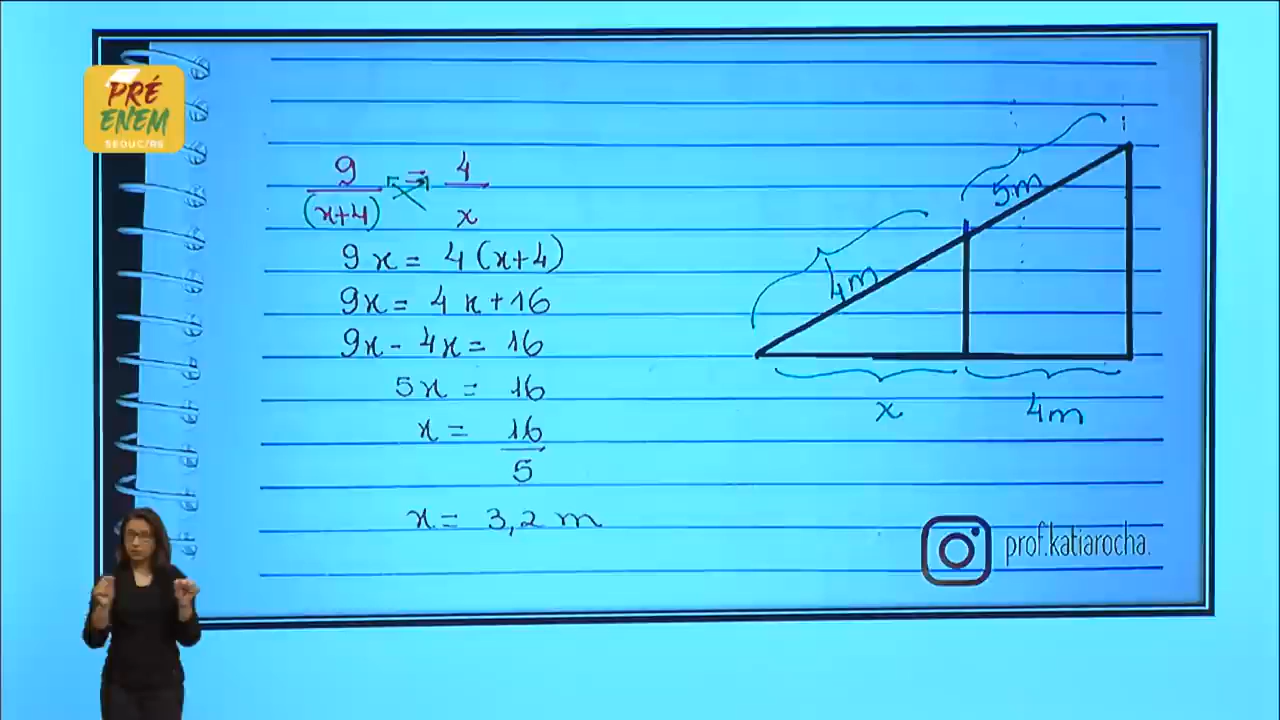 PRÉ
ENEM
SEDUC/RS
9/(x+4) = 4/x
9x = 4(x+4)
9x = 4x+16
9x - 4x = 16
5x = 16
x = 16/5
x = 3,2 m
5m
4m
x
4m
prof.katiarocha.